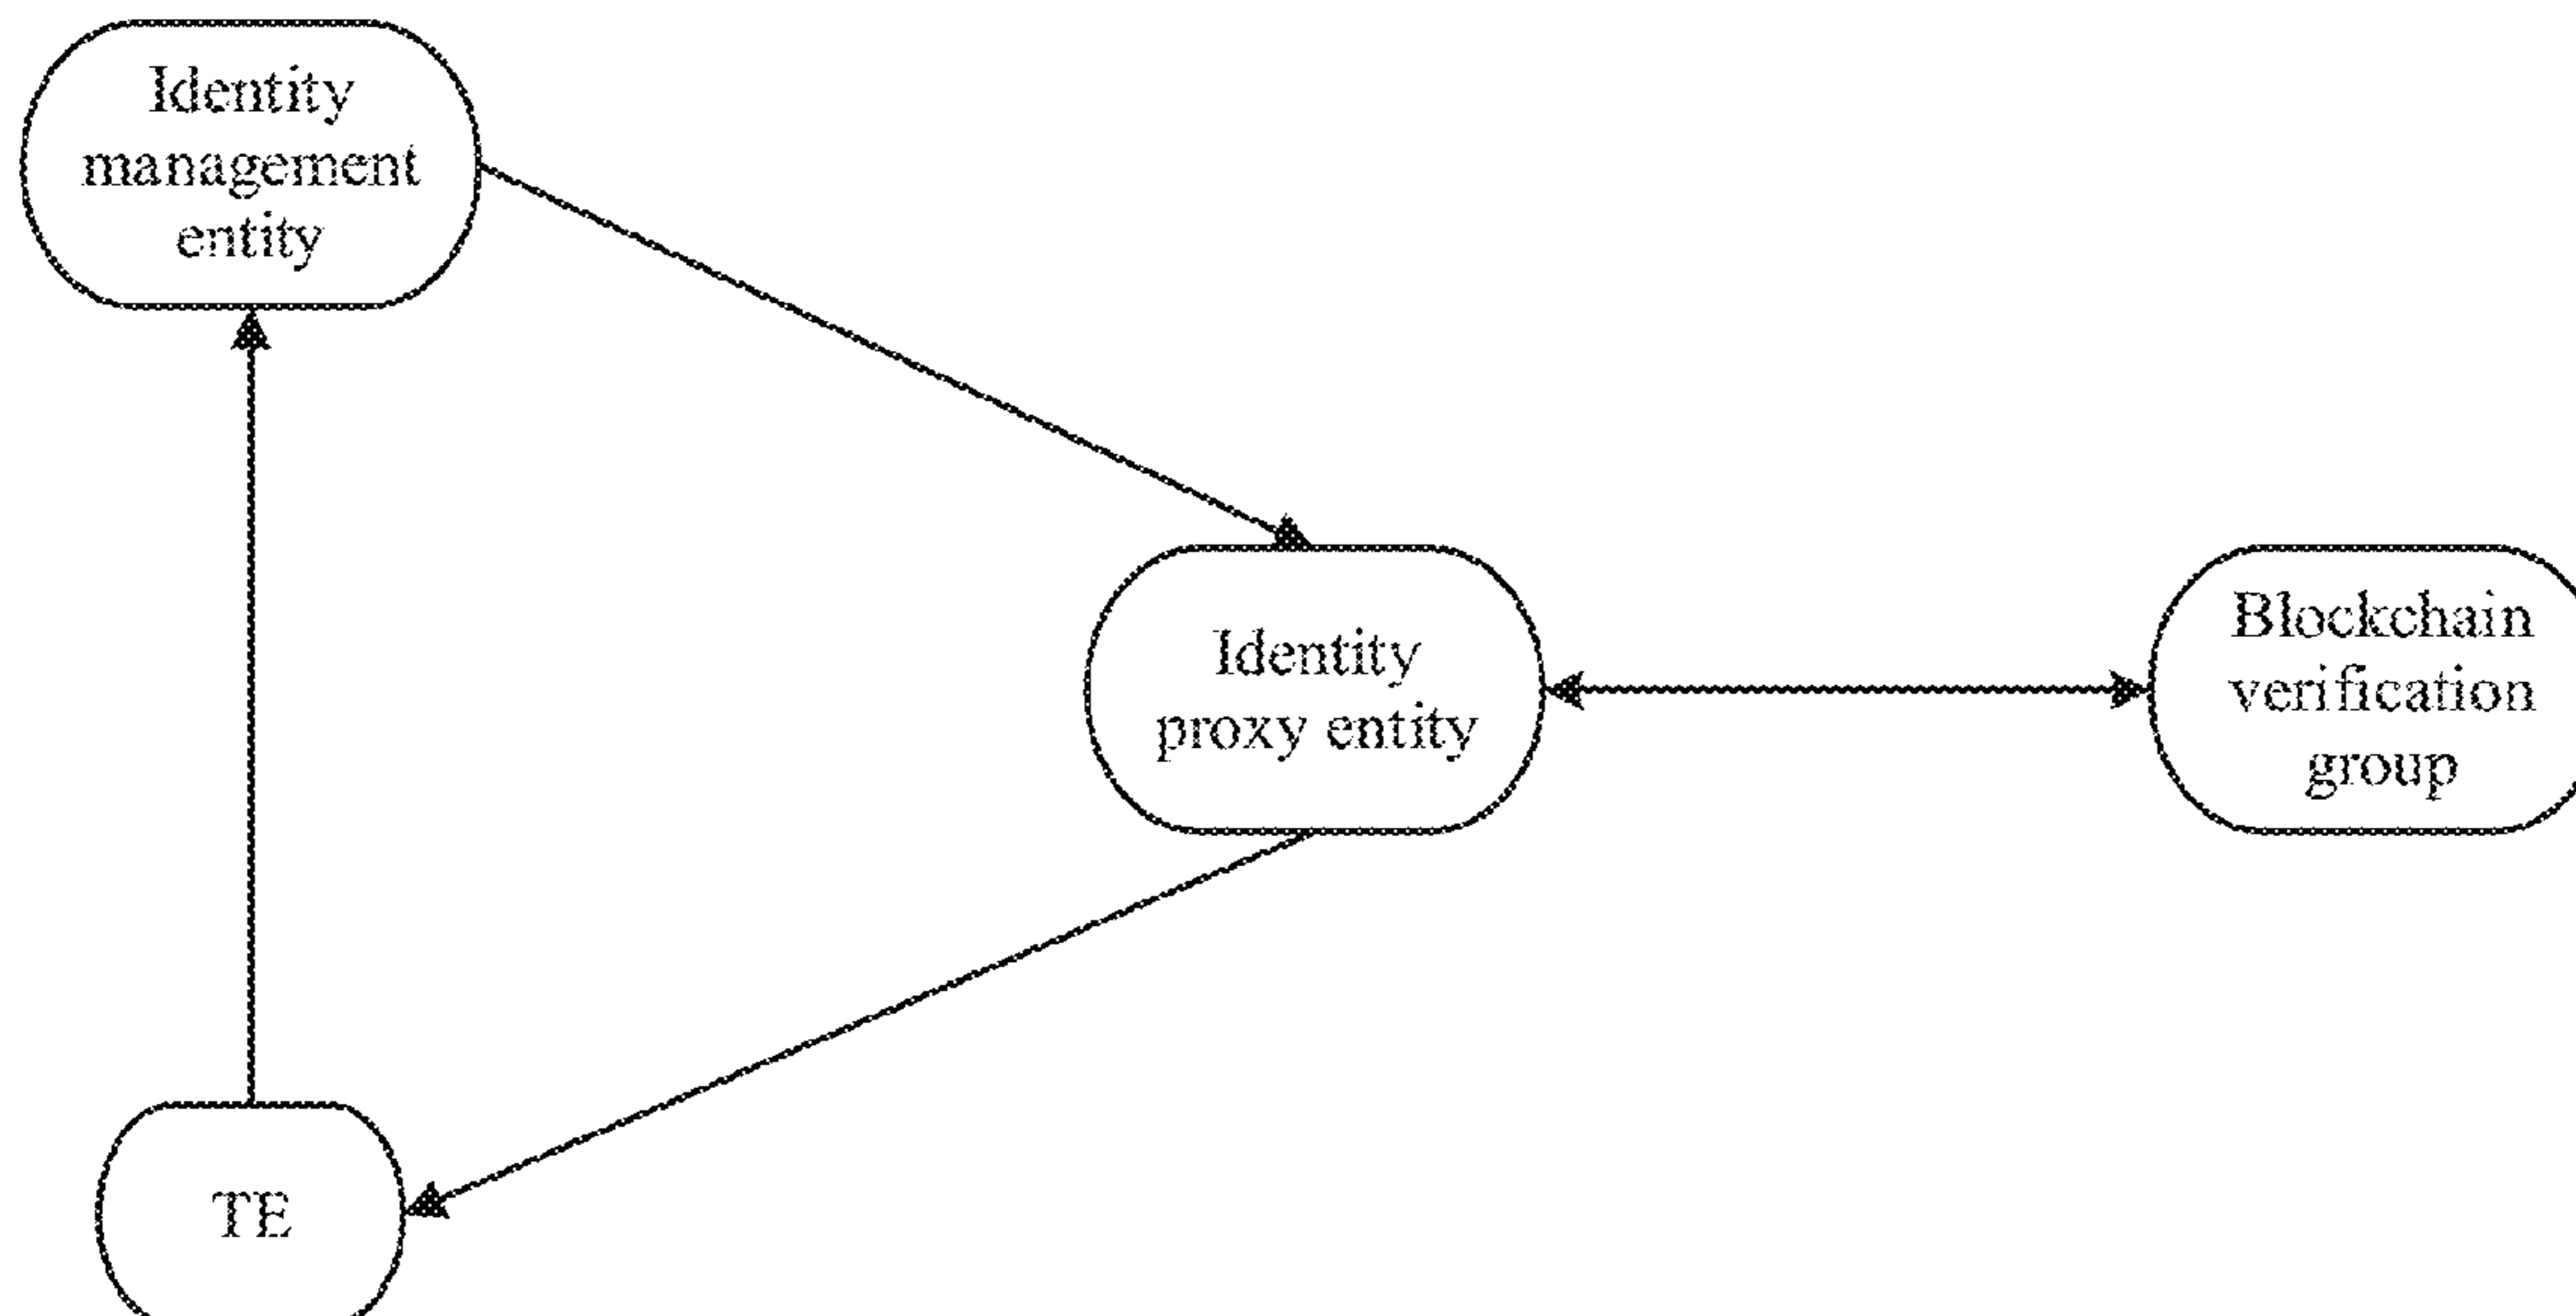 Identity
management
entity
Identity
proxy entity
Blockchain
verification
group
TE